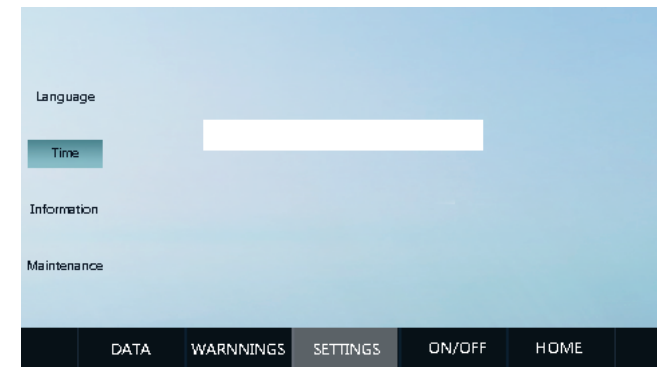 Language
Time
Information
Maintenance
DATA WARNNINGS SETTINGS ON/OFF HOME